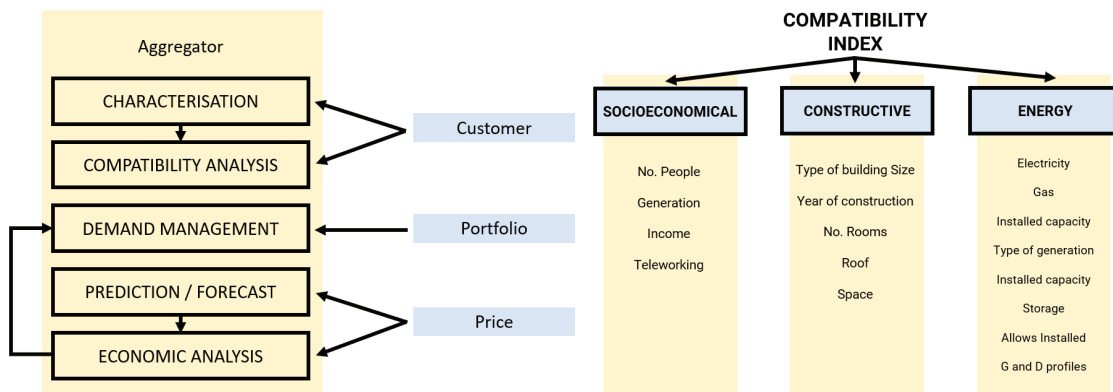 Aggregator
CHARACTERISATION
COMPATIBILITY ANALYSIS
DEMAND MANAGEMENT
PREDICTION / FORECAST
ECONOMIC ANALYSIS
Customer
Portfolio
Price
COMPATIBILITY
INDEX
SOCIOECONOMICAL
No. People
Generation
Income
Teleworking
CONSTRUCTIVE
Type of building Size
Year of construction
No. Rooms
Roof
Space
ENERGY
Electricity
Gas
Installed capacity
Type of generation
Installed capacity
Storage
Allows Installed
G and D profiles